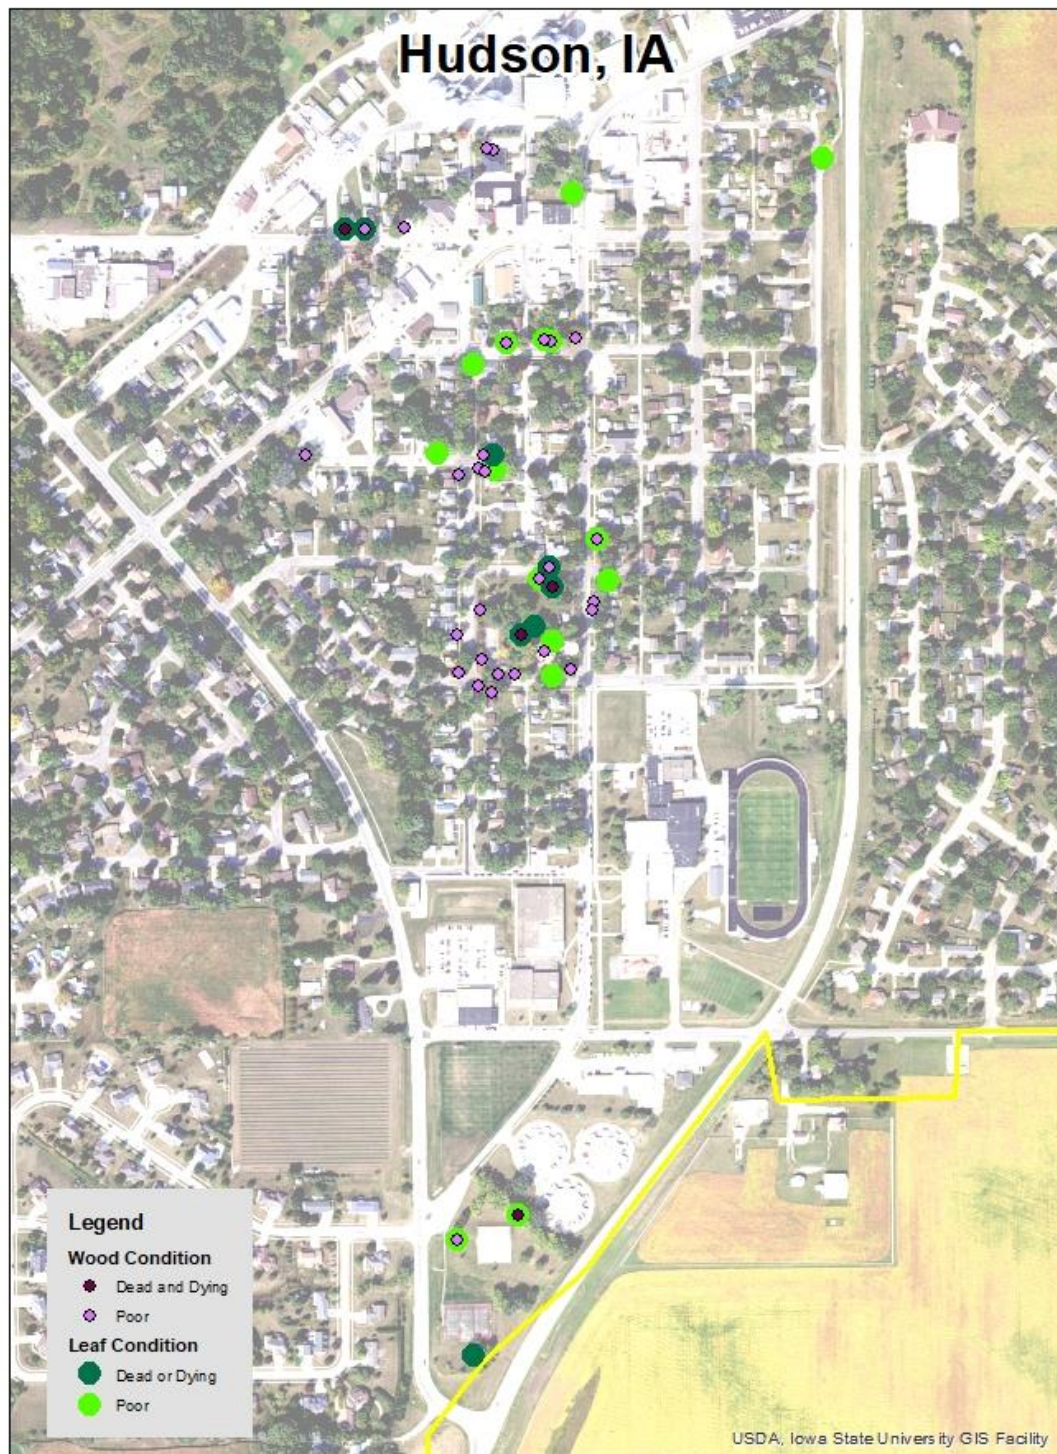 Hudson, IA
Legend
Wood Condition
Dead and Dying
Poor
Leaf Condition
Dead or Dying
Poor
USDA, Iowa State University GIS Facility